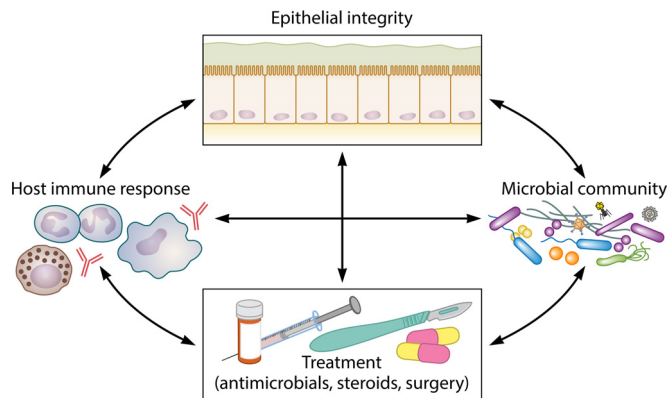 Epithelial integrity
Host immune response
Microbial community
Treatment
(antimicrobials, steroids, surgery)